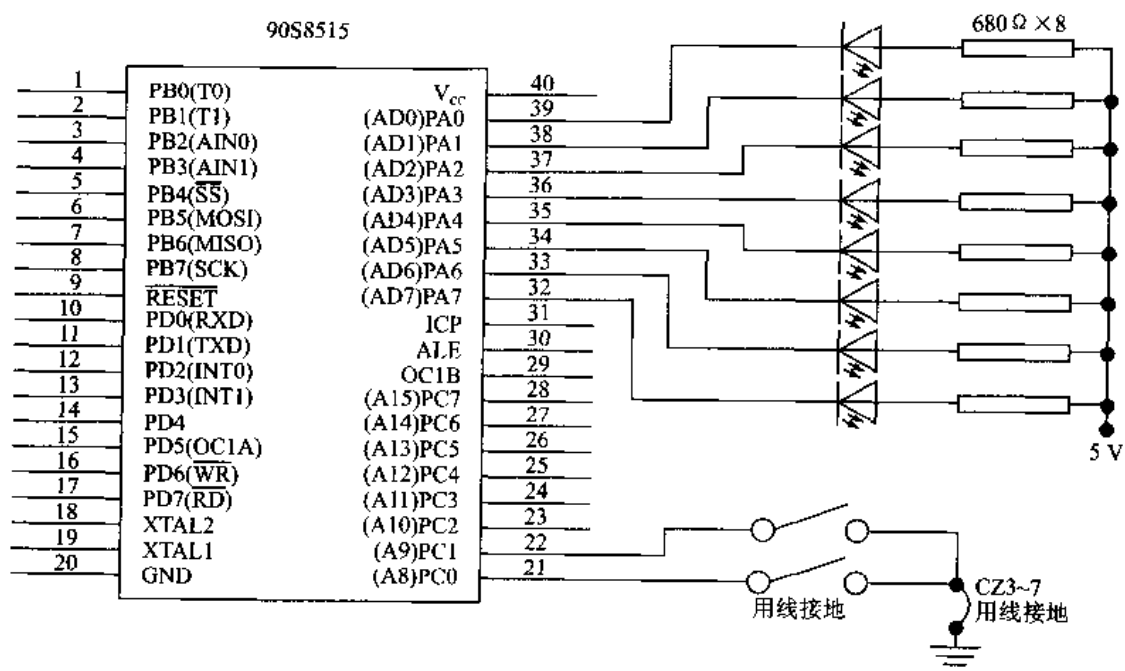 90S8515
680Ω×8
1 PB0(T0)
2 PB1(T1)
3 PB2(AIN0)
4 PB3(AIN1)
5 PB4(SS)
6 PB5(MOSI)
7 PB6(MISO)
8 PB7(SCK)
9 RESET
10 PD0(RXD)
11 PD1(TXD)
12 PD2(INT0)
13 PD3(INT1)
14 PD4
15 PD5(OC1A)
16 PD6(WR)
17 PD7(RD)
18 XTAL2
19 XTAL1
20 GND
Vcc 40
(AD0)PA0 39
(AD1)PA1 38
(AD2)PA2 37
(AD3)PA3 36
(AD4)PA4 35
(AD5)PA5 34
(AD6)PA6 33
(AD7)PA7 32
ICP 31
ALE 30
OC1B 29
(A15)PC7 28
(A14)PC6 27
(A13)PC5 26
(A12)PC4 25
(A11)PC3 24
(A10)PC2 23
(A9)PC1 22
(A8)PC0 21
5 V
用线接地
CZ3~7
用线接地